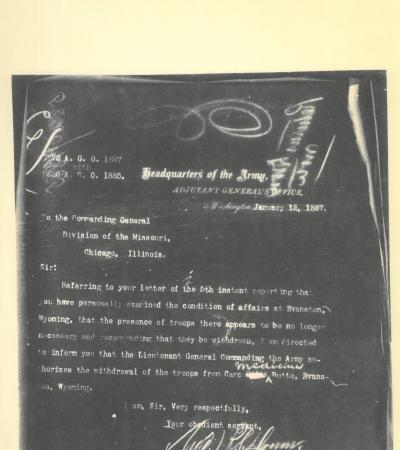 A. G. O. 1887
with
A. G. O. 1885.
Headquarters of the Army,
ADJUTANT GENERAL'S OFFICE,
Washington, January 12, 1887.
To the Commanding General
Division of the Missouri,
Chicago, Illinois.
Sir:
Referring to your letter of the 5th instant reporting that
you have personally examined the condition of affairs at Evanston,
Wyoming, that the presence of troops there appears to be no longer
necessary and recommending that they be withdrawn, I am directed
to inform you that the Lieutenant General Commanding the Army au-
thorizes the withdrawal of the troops from Camp Medicine Butte, Evans-
ton, Wyoming.
I am, Sir, Very respectfully,
Your obedient servant,